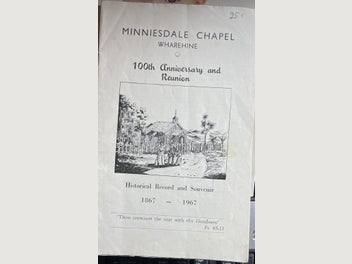 25c
MINNIESDALE CHAPEL
WHAREHINE
100th Anniversary and
Reunion
Historical Record and Souvenir
1867 — 1967
'Thou crownest the year with thy Goodness'
Ps 65-11